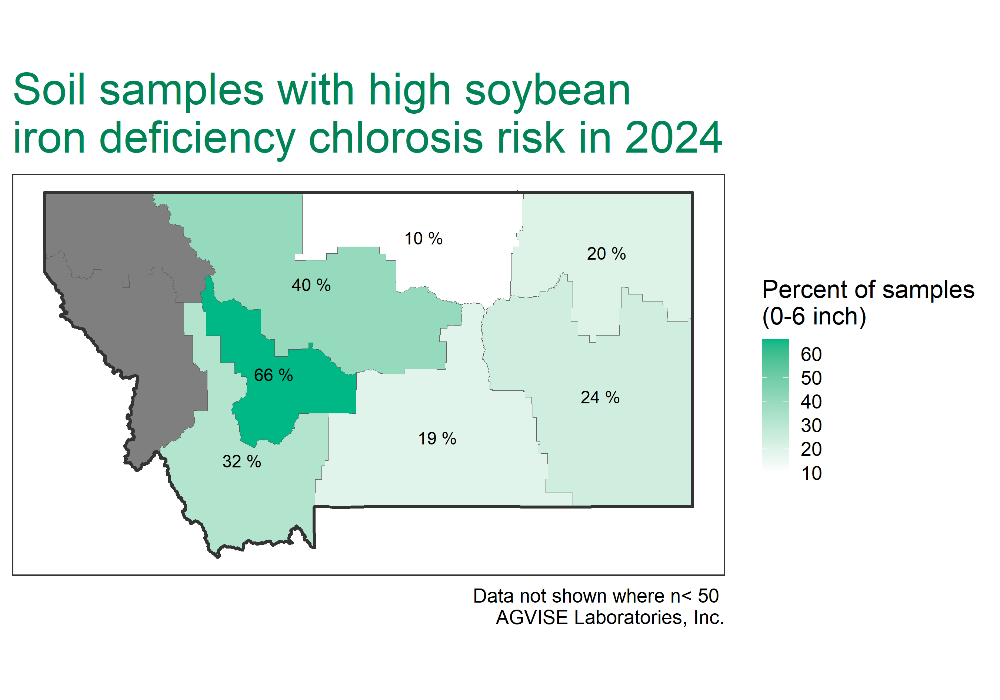 Soil samples with high soybean
iron deficiency chlorosis risk in 2024
10 %
20 %
40 %
66 %
24 %
19 %
32 %
Percent of samples
(0-6 inch)
60
50
40
30
20
10
Data not shown where n< 50
AGVISE Laboratories, Inc.